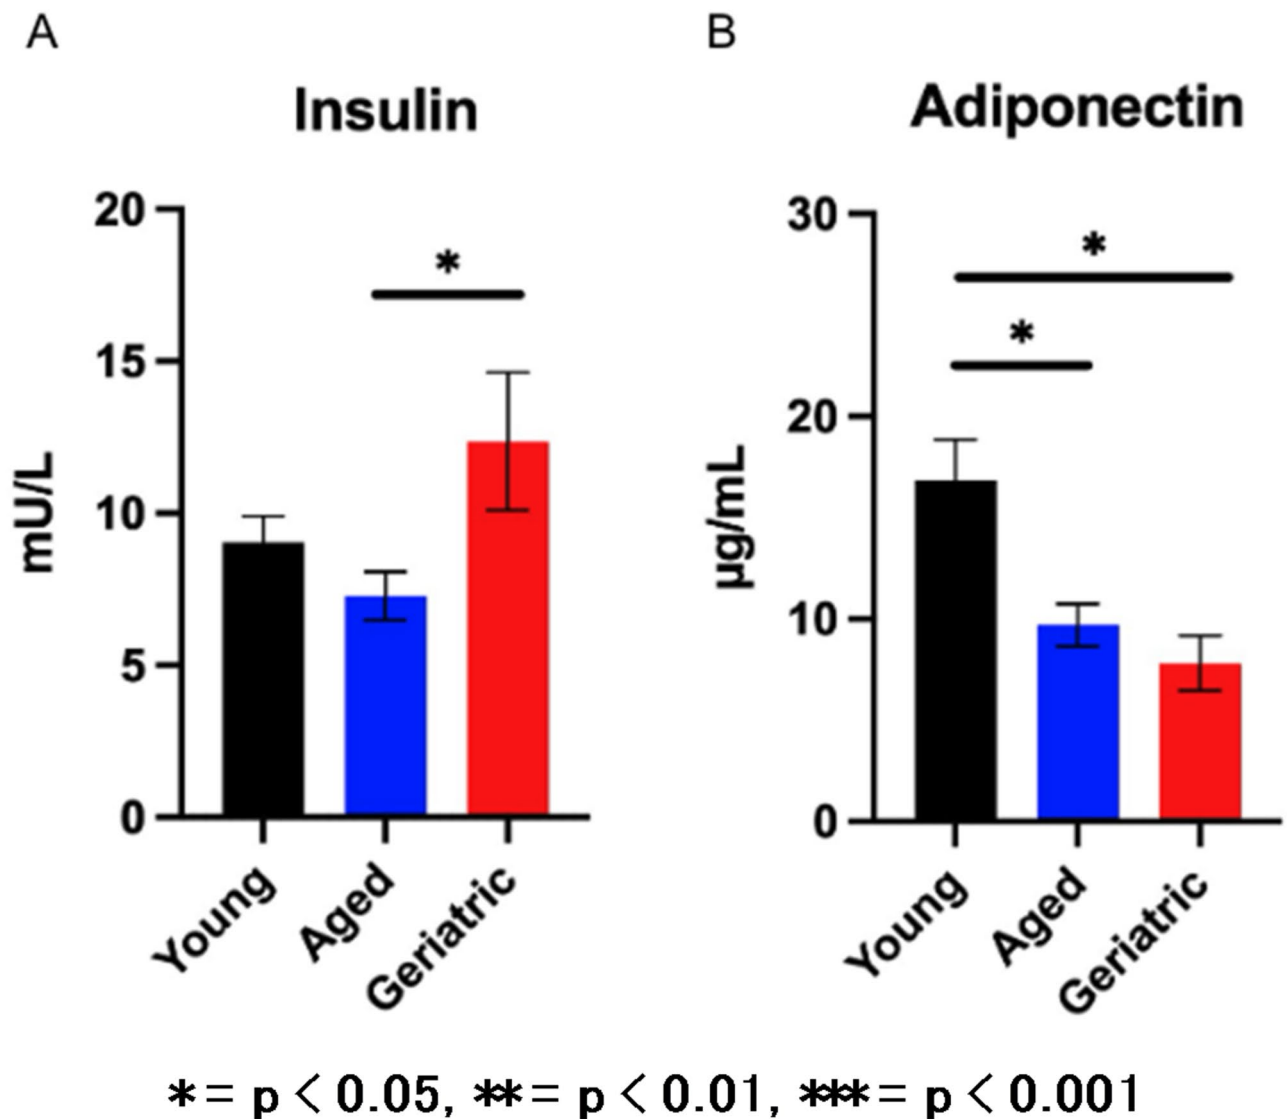 A
B
Insulin
Adiponectin
20
15
10
5
0
mU/L
*
Young
Aged
Geriatric
30
20
10
0
µg/mL
*
*
Young
Aged
Geriatric
*= p < 0.05, **= p < 0.01, ***= p < 0.001